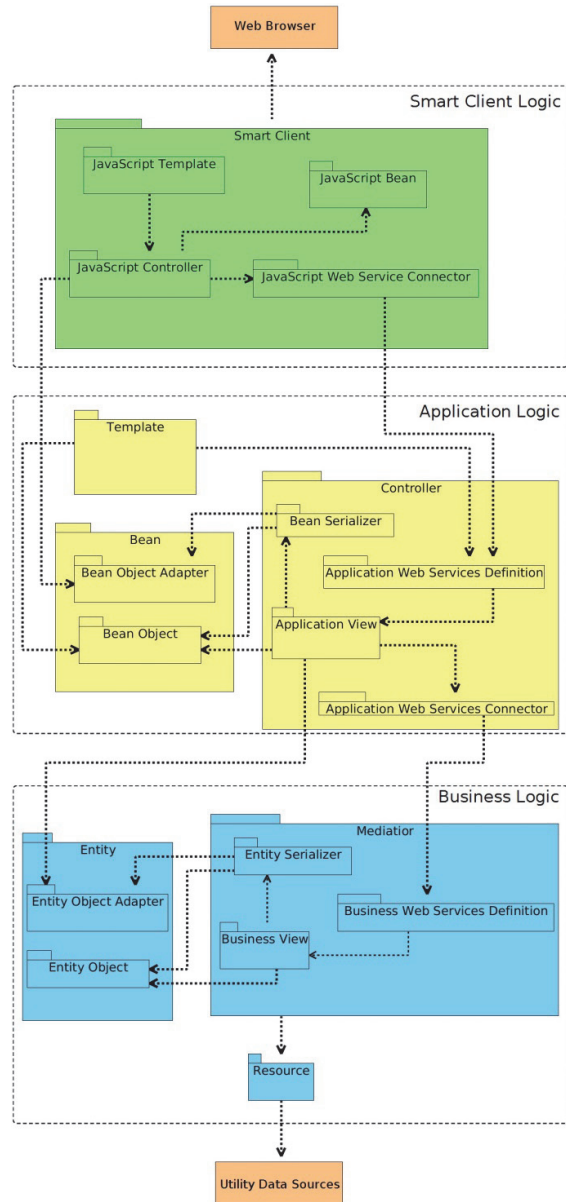 Web Browser
Smart Client Logic
Smart Client
JavaScript Template
JavaScript Bean
JavaScript Controller
JavaScript Web Service Connector
Application Logic
Template
Controller
Bean Serializer
Bean
Bean Object Adapter
Application Web Services Definition
Bean Object
Application View
Application Web Services Connector
Business Logic
Mediatior
Entity
Entity Serializer
Entity Object Adapter
Business Web Services Definition
Business View
Entity Object
Resource
Utility Data Sources